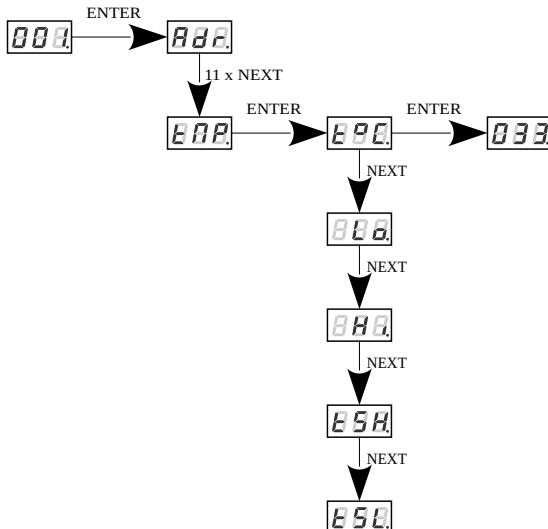 ENTER
001. Adr.
11 x NEXT
ENTER ENTER
tMP. t°C. 033.
NEXT
Lo.
NEXT
Hi.
NEXT
tSH.
NEXT
tSL.